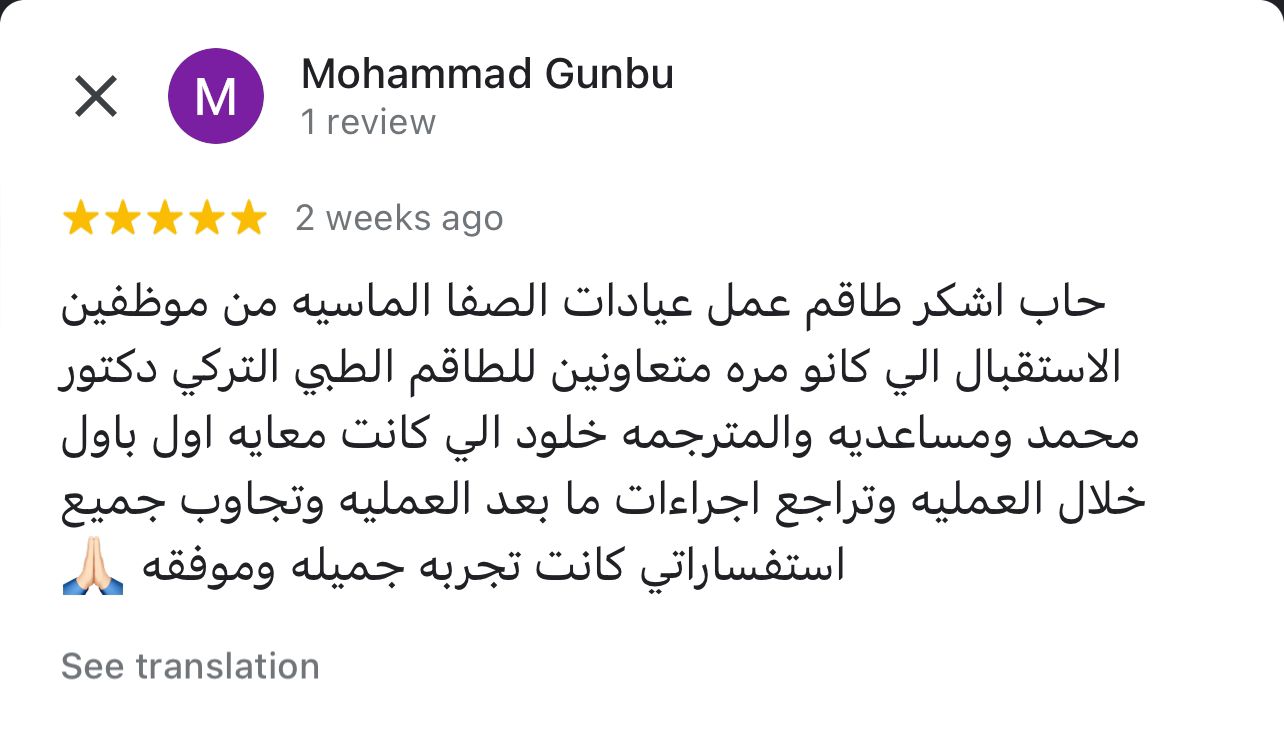 Mohammad Gunbu
1 review
2 weeks ago
حاب اشكر طاقم عمل عيادات الصفا الماسيه من موظفين
الاستقبال الي كانو مره متعاونين للطاقم الطبي التركي دكتور
محمد ومساعديه والمترجمه خلود الي كانت معايه اول باول
خلال العمليه وتراجع اجراءات ما بعد العمليه وتجاوب جميع
استفساراتي كانت تجربه جميله وموفقه 🙏🏻
See translation
M